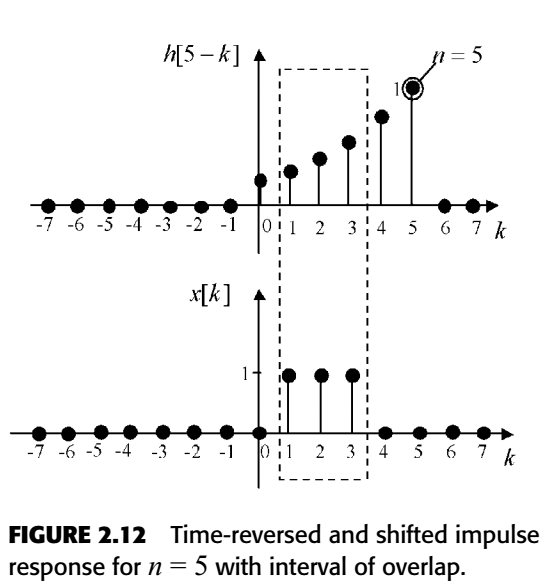 h[5 − k]
n = 5
1
-7 -6 -5 -4 -3 -2 -1 0 1 2 3 4 5 6 7 k
x[k]
1
-7 -6 -5 -4 -3 -2 -1 0 1 2 3 4 5 6 7 k
FIGURE 2.12 Time-reversed and shifted impulse
response for n = 5 with interval of overlap.